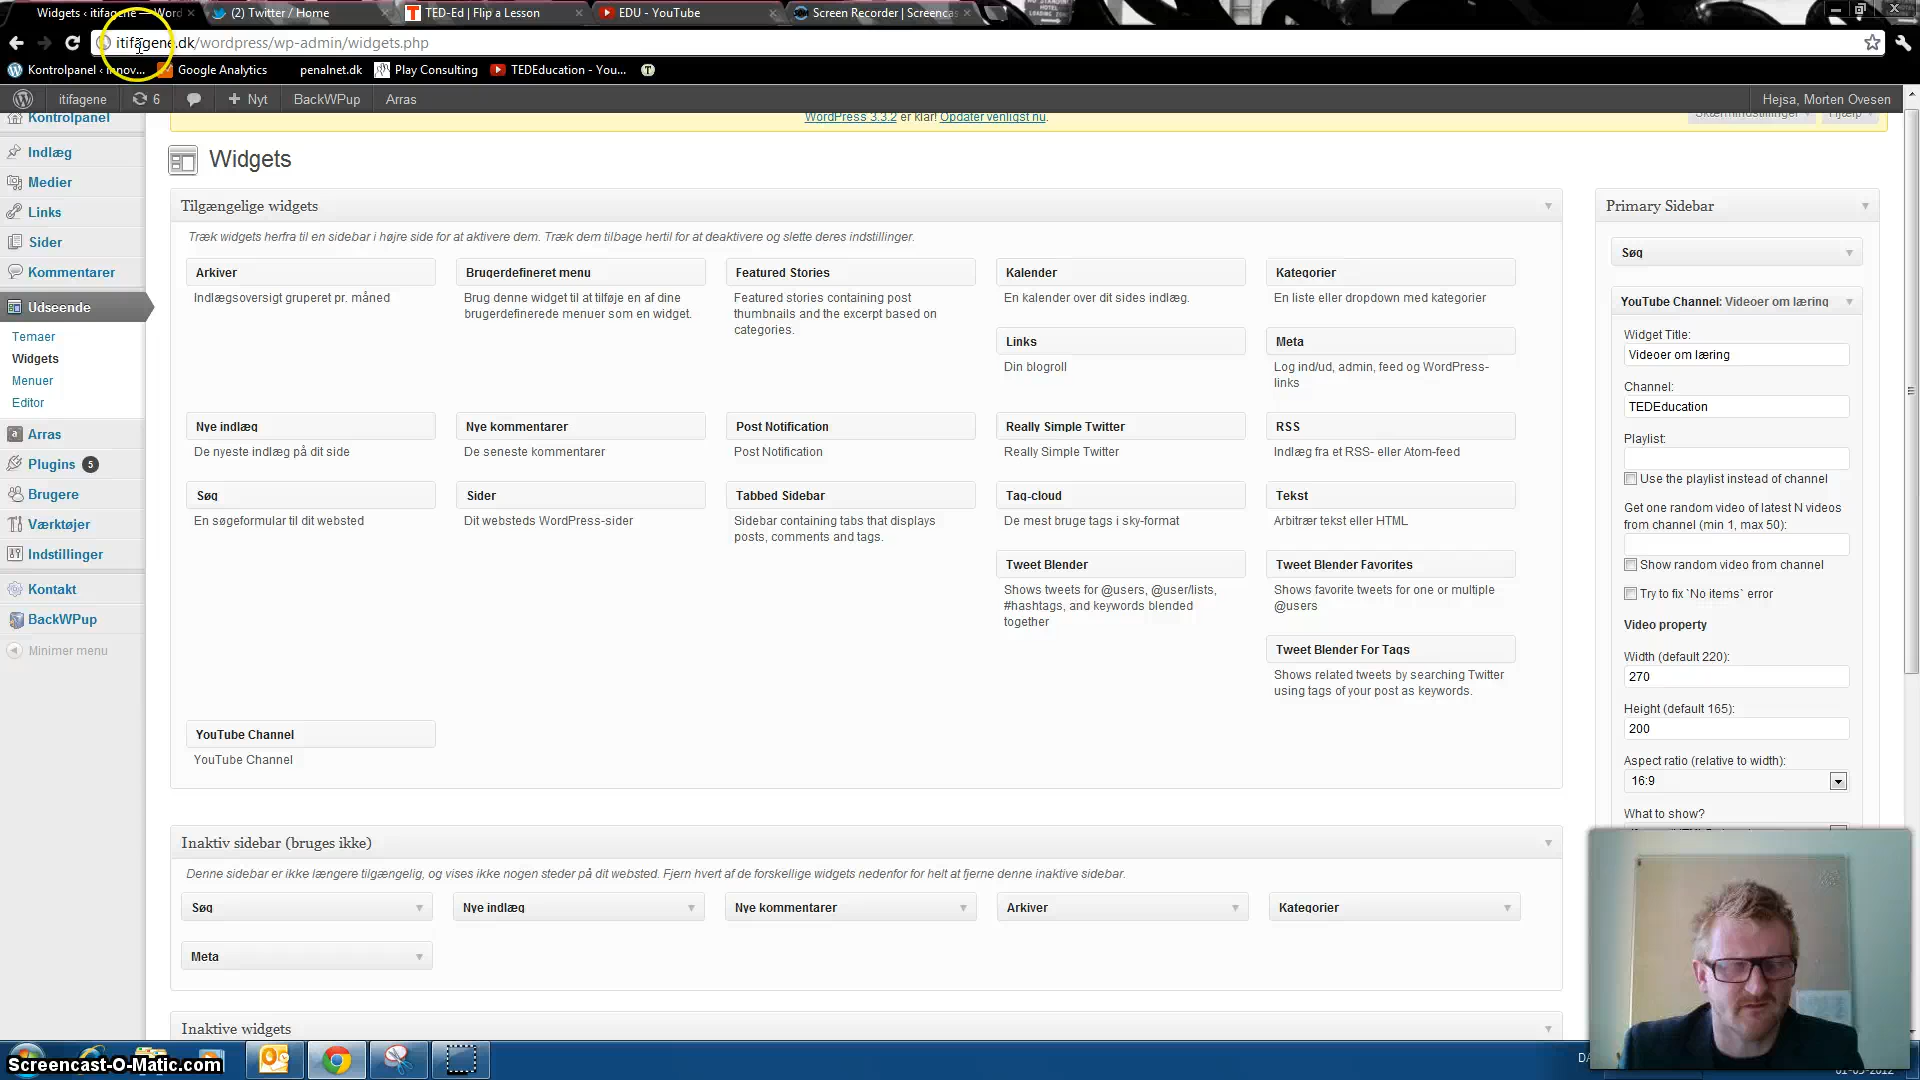 Widgets ‹ itifagene — Word
(2) Twitter / Home
TED-Ed | Flip a Lesson
EDU - YouTube
Screen Recorder | Screencas
itifagene.dk/wordpress/wp-admin/widgets.php
Kontrolpanel ‹ Innov...
Google Analytics
penalnet.dk
Play Consulting
TEDEducation - You...
itifagene
6
Nyt
BackWPup
Arras
Hejsa, Morten Ovesen
WordPress 3.3.2 er klar! Opdater venligst nu.
Skærmindstillinger
Hjælp
Kontrolpanel
Indlæg
Medier
Links
Sider
Kommentarer
Udseende
Temaer
Widgets
Menuer
Editor
Arras
Plugins 5
Brugere
Værktøjer
Indstillinger
Kontakt
BackWPup
Minimer menu
Widgets
Tilgængelige widgets
Træk widgets herfra til en sidebar i højre side for at aktivere dem. Træk dem tilbage hertil for at deaktivere og slette deres indstillinger.
Arkiver
Indlægsoversigt grupperet pr. måned
Brugerdefineret menu
Brug denne widget til at tilføje en af dine
brugerdefinerede menuer som en widget.
Featured Stories
Featured stories containing post
thumbnails and the excerpt based on
categories.
Kalender
En kalender over dit sides indlæg.
Kategorier
En liste eller dropdown med kategorier
Links
Din blogroll
Meta
Log ind/ud, admin, feed og WordPress-
links
Nye indlæg
De nyeste indlæg på dit side
Nye kommentarer
De seneste kommentarer
Post Notification
Post Notification
Really Simple Twitter
Really Simple Twitter
RSS
Indlæg fra et RSS- eller Atom-feed
Søg
En søgeformular til dit websted
Sider
Dit websteds WordPress-sider
Tabbed Sidebar
Sidebar containing tabs that displays
posts, comments and tags.
Tag-cloud
De mest bruge tags i sky-format
Tekst
Arbitrær tekst eller HTML
Tweet Blender
Shows tweets for @users, @user/lists,
#hashtags, and keywords blended
together
Tweet Blender Favorites
Shows favorite tweets for one or multiple
@users
Tweet Blender For Tags
Shows related tweets by searching Twitter
using tags of your post as keywords.
YouTube Channel
YouTube Channel
Inaktiv sidebar (bruges ikke)
Denne sidebar er ikke længere tilgængelig, og vises ikke nogen steder på dit websted. Fjern hvert af de forskellige widgets nedenfor for helt at fjerne denne inaktive sidebar.
Søg
Nye indlæg
Nye kommentarer
Arkiver
Kategorier
Meta
Inaktive widgets
Primary Sidebar
Søg
YouTube Channel: Videoer om læring
Widget Title:
Videoer om læring
Channel:
TEDEducation
Playlist:
Use the playlist instead of channel
Get one random video of latest N videos
from channel (min 1, max 50):
Show random video from channel
Try to fix `No items` error
Video property
Width (default 220):
270
Height (default 165):
200
Aspect ratio (relative to width):
16:9
What to show?
Screencast-O-Matic.com